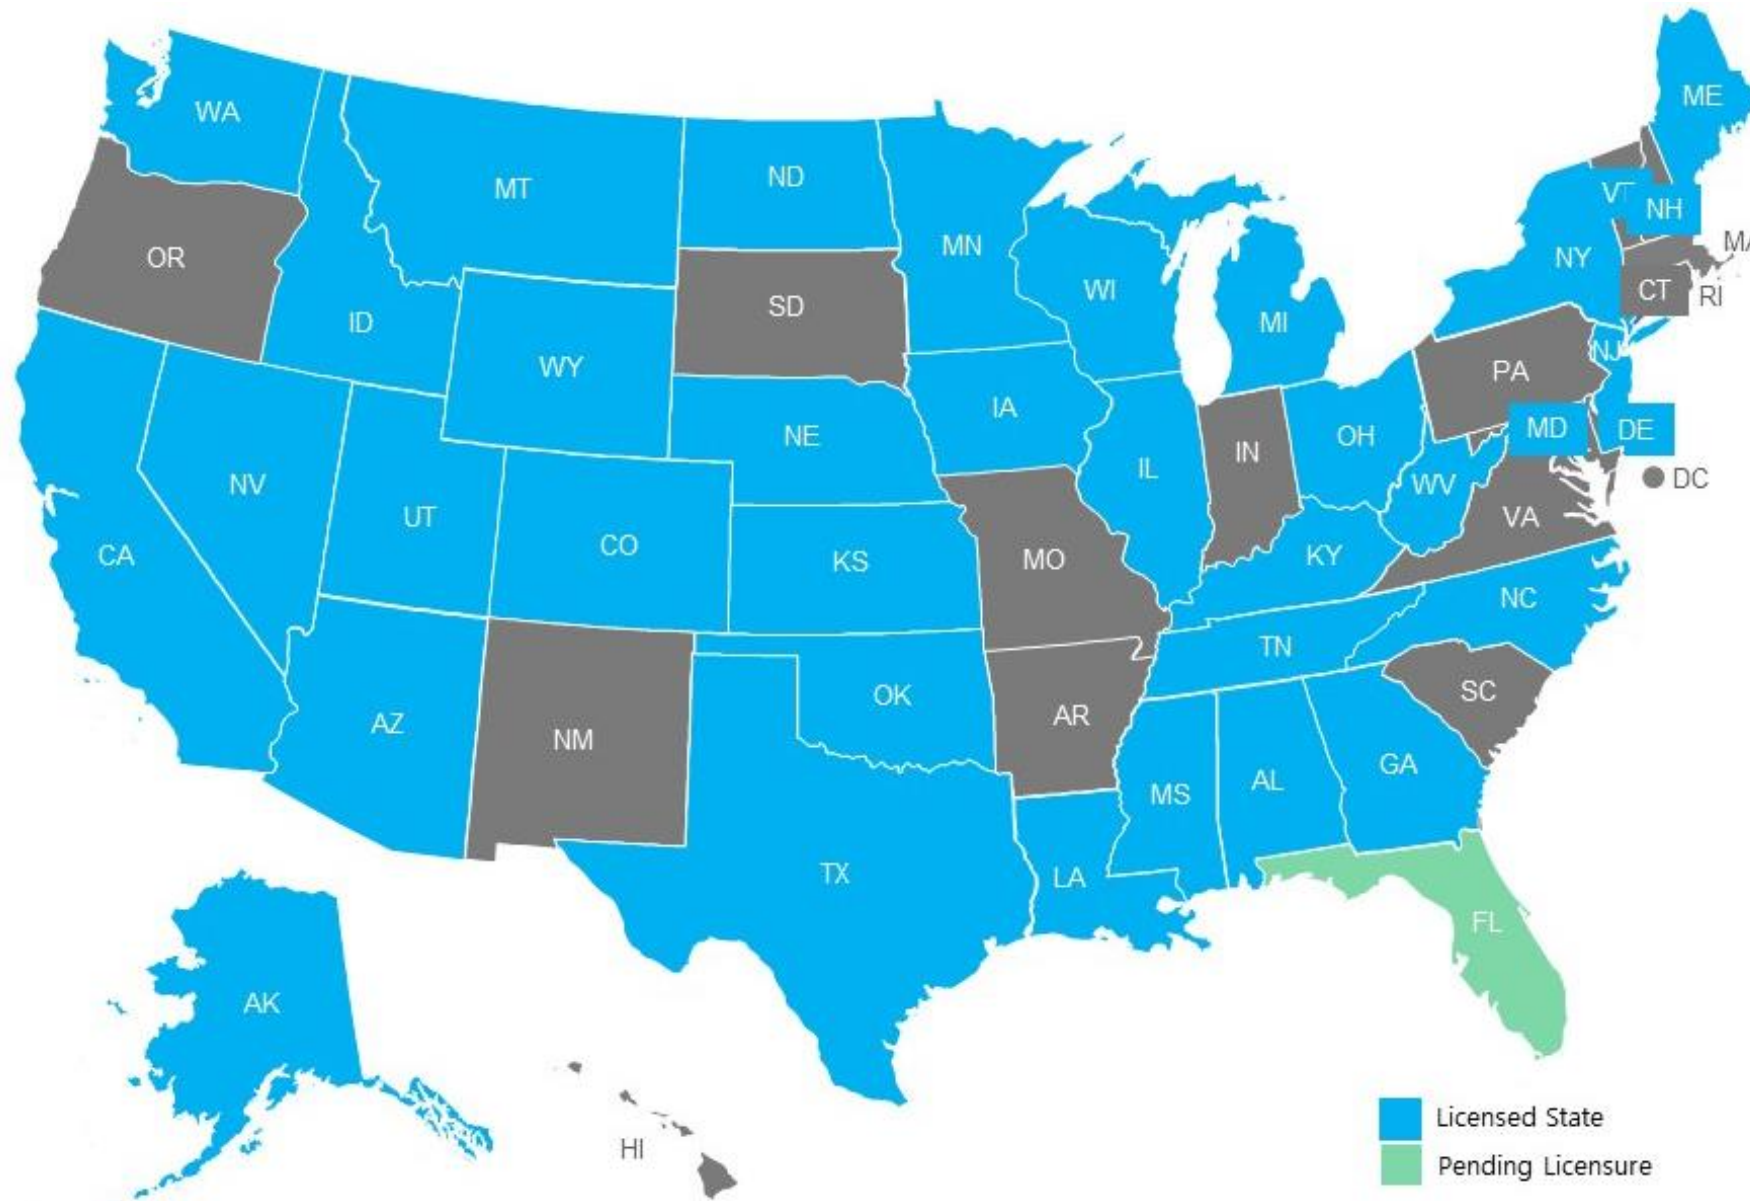 ME
WA
ND
VT
MT
NH
MN
MA
OR
NY
WI
CT
RI
SD
MI
ID
NJ
WY
PA
IA
NE
OH
MD
DE
IN
IL
DC
NV
WV
UT
VA
CO
CA
KS
MO
KY
NC
TN
SC
OK
AR
AZ
NM
GA
AL
MS
TX
LA
FL
AK
HI
Licensed State
Pending Licensure